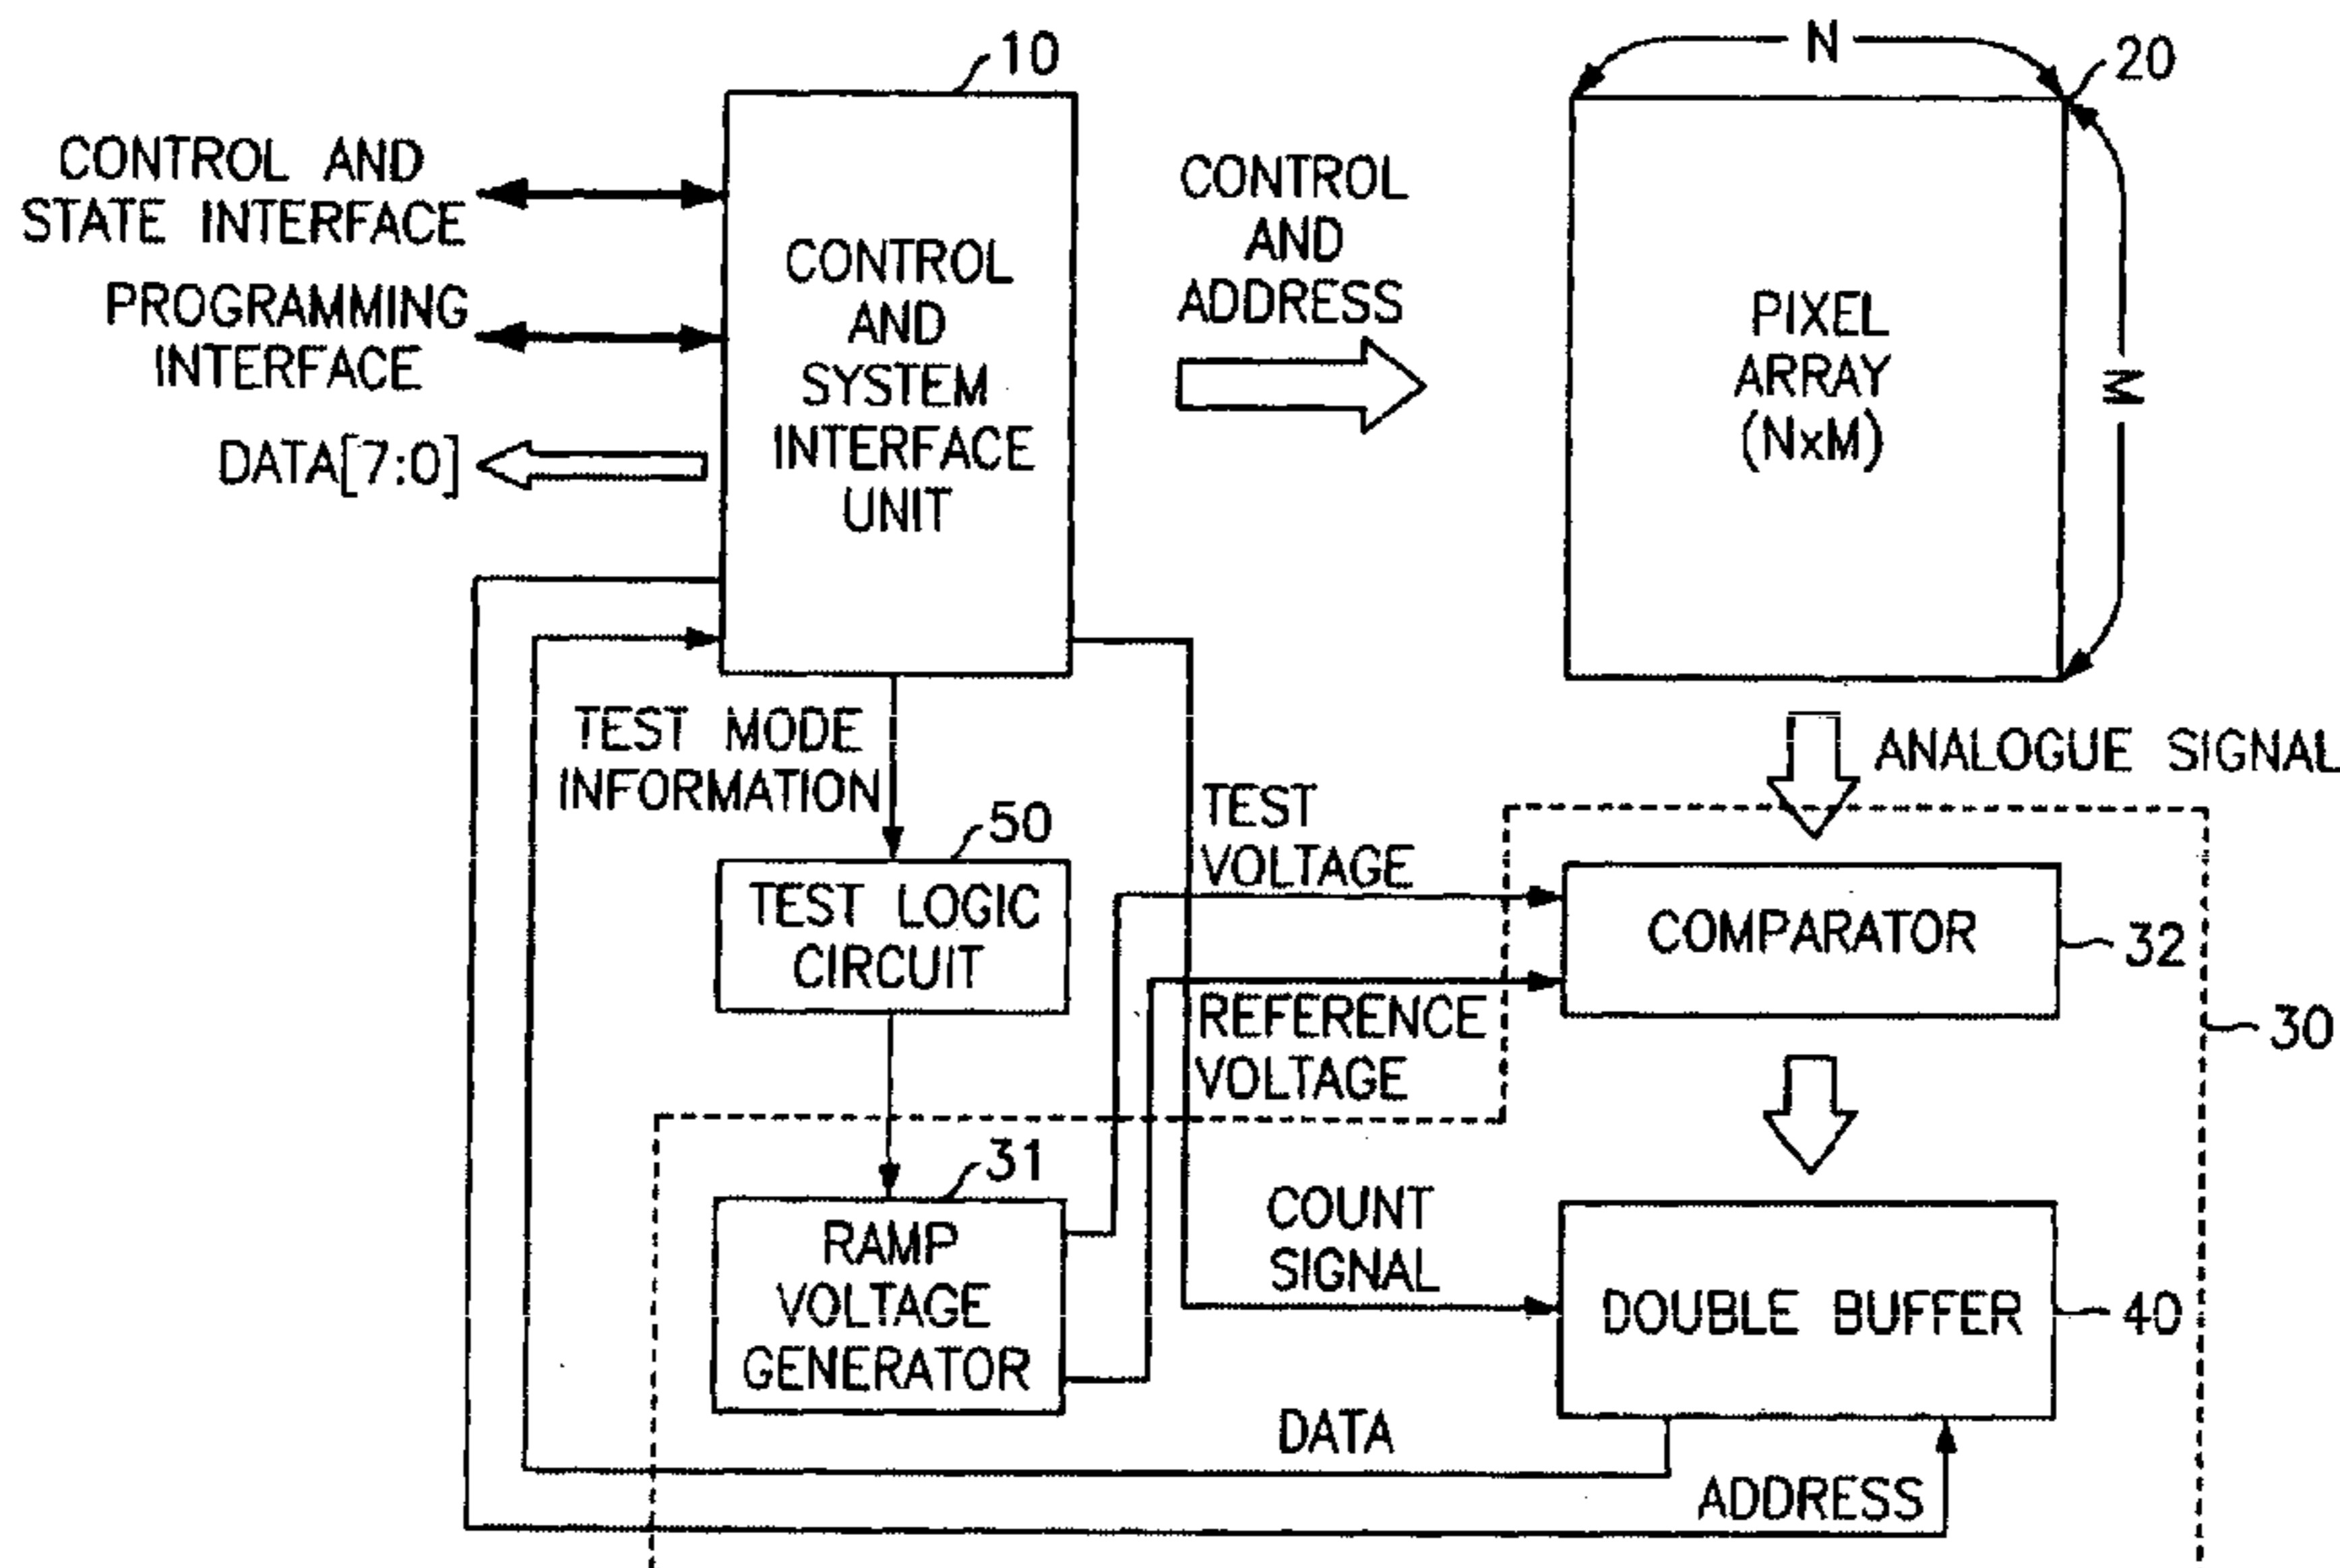 10
N
20
CONTROL AND
STATE INTERFACE
PROGRAMMING
INTERFACE
DATA[7:0]
CONTROL
AND
SYSTEM
INTERFACE
UNIT
CONTROL
AND
ADDRESS
PIXEL
ARRAY
(NxM)
M
TEST MODE
INFORMATION
ANALOGUE SIGNAL
50
TEST
VOLTAGE
TEST LOGIC
CIRCUIT
COMPARATOR
32
REFERENCE
VOLTAGE
30
31
RAMP
VOLTAGE
GENERATOR
COUNT
SIGNAL
DOUBLE BUFFER
40
DATA
ADDRESS